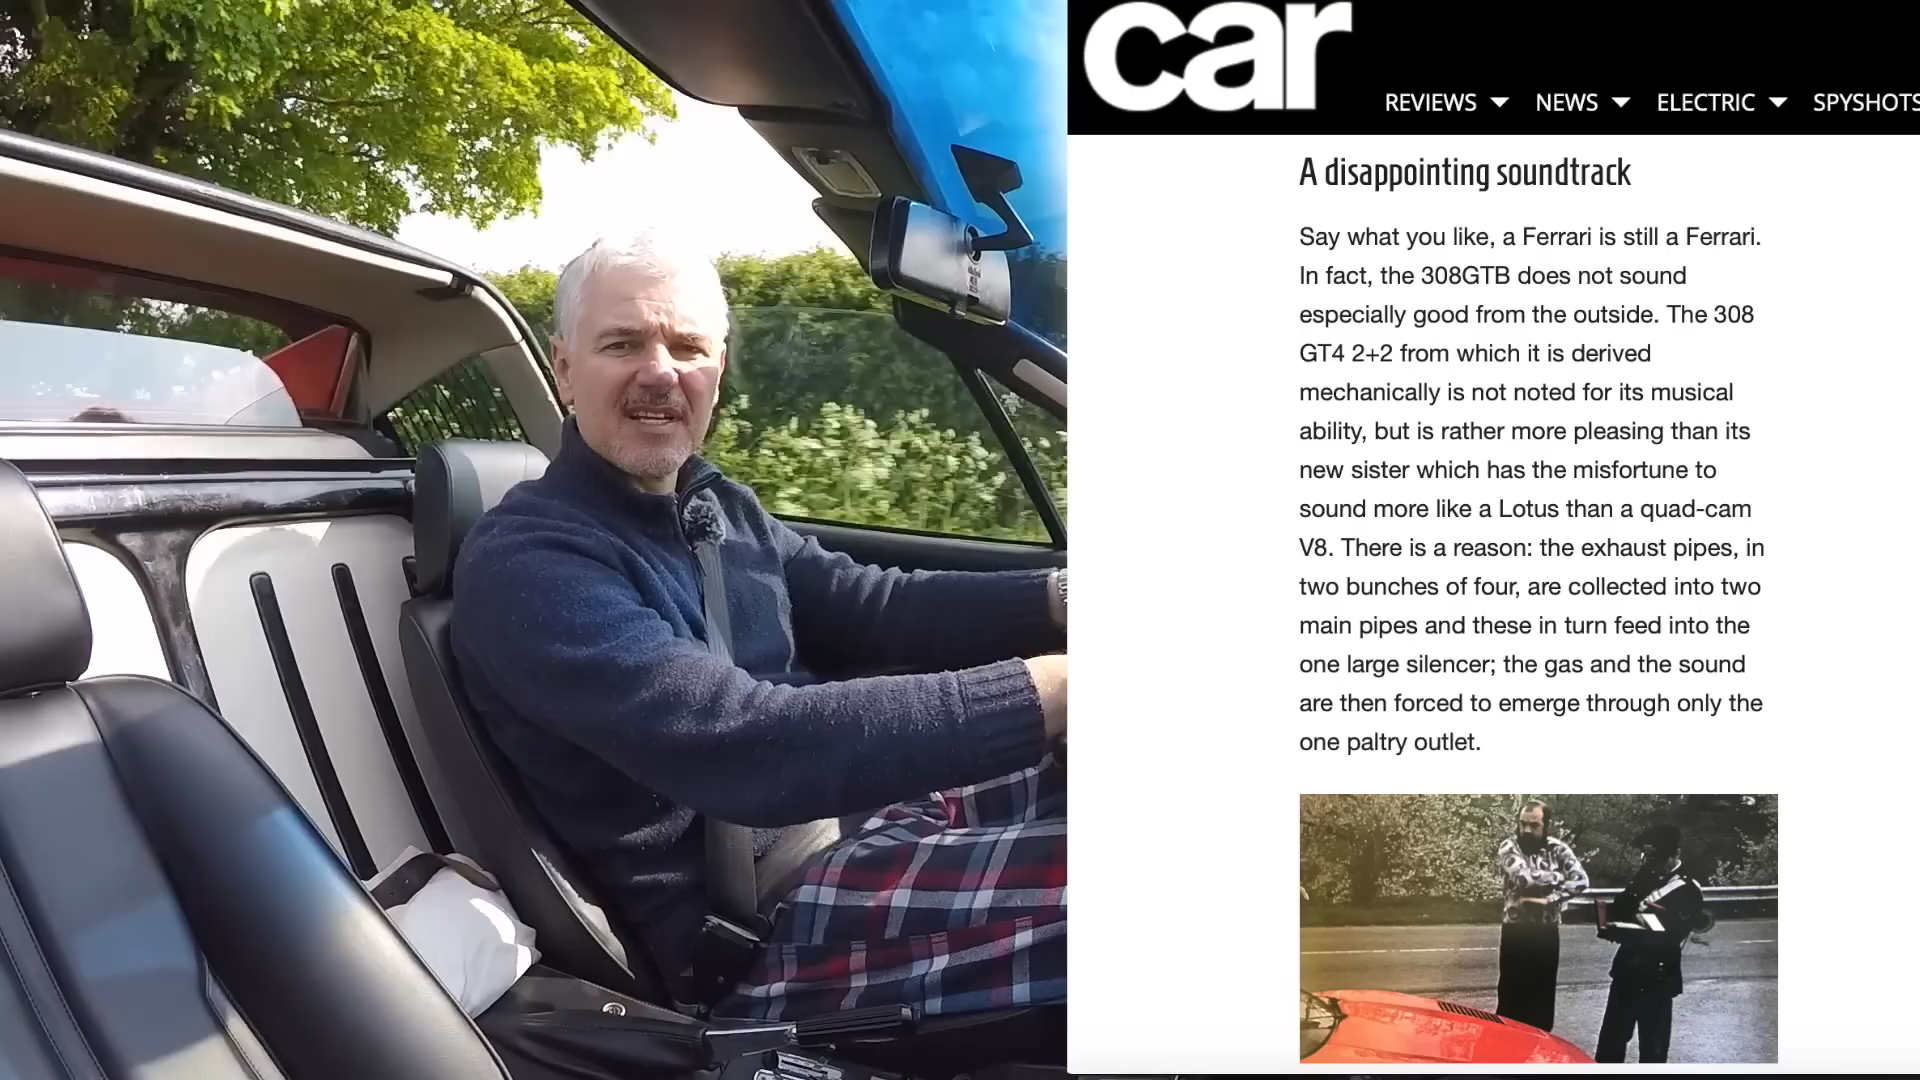 car
REVIEWS NEWS ELECTRIC SPYSHOTS
A disappointing soundtrack
Say what you like, a Ferrari is still a Ferrari.
In fact, the 308GTB does not sound
especially good from the outside. The 308
GT4 2+2 from which it is derived
mechanically is not noted for its musical
ability, but is rather more pleasing than its
new sister which has the misfortune to
sound more like a Lotus than a quad-cam
V8. There is a reason: the exhaust pipes, in
two bunches of four, are collected into two
main pipes and these in turn feed into the
one large silencer; the gas and the sound
are then forced to emerge through only the
one paltry outlet.